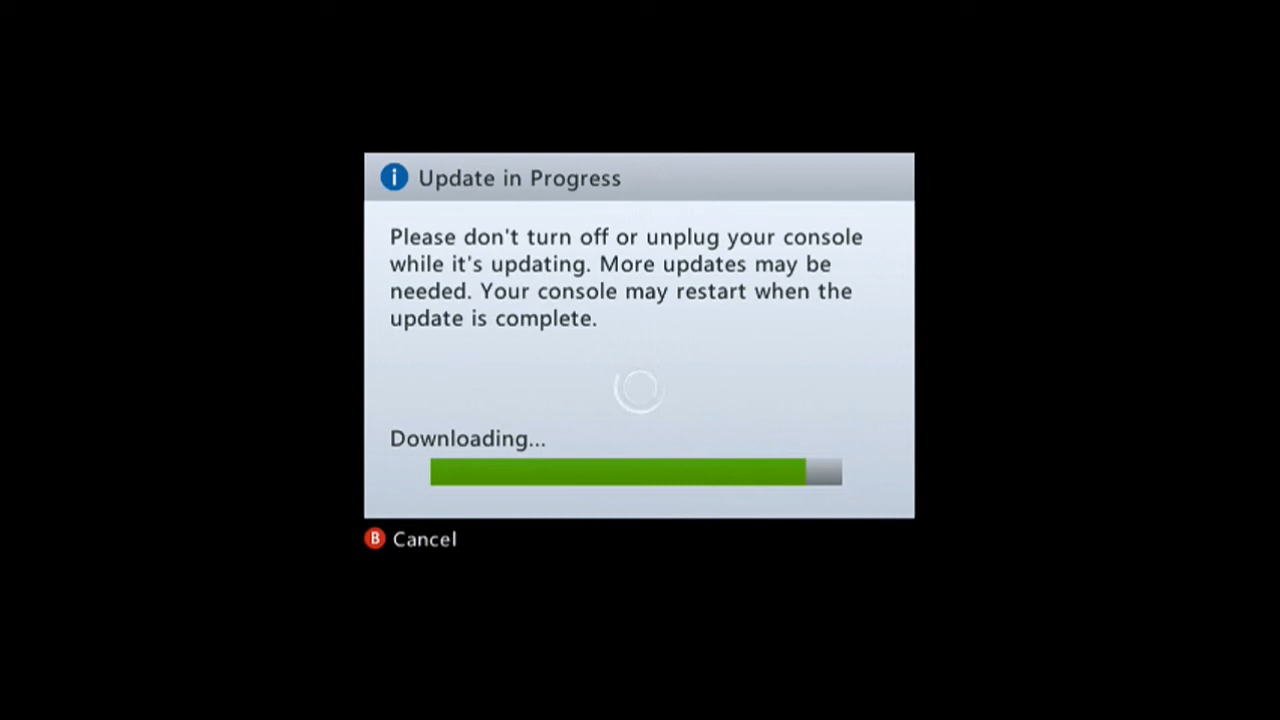 i Update in Progress
Please don't turn off or unplug your console
while it's updating. More updates may be
needed. Your console may restart when the
update is complete.
Downloading...
B Cancel